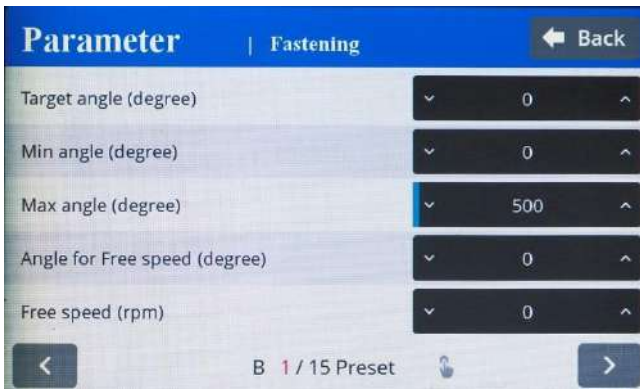 Parameter | Fastening Back
Target angle (degree) 0
Min angle (degree) 0
Max angle (degree) 500
Angle for Free speed (degree) 0
Free speed (rpm) 0
B 1 / 15 Preset